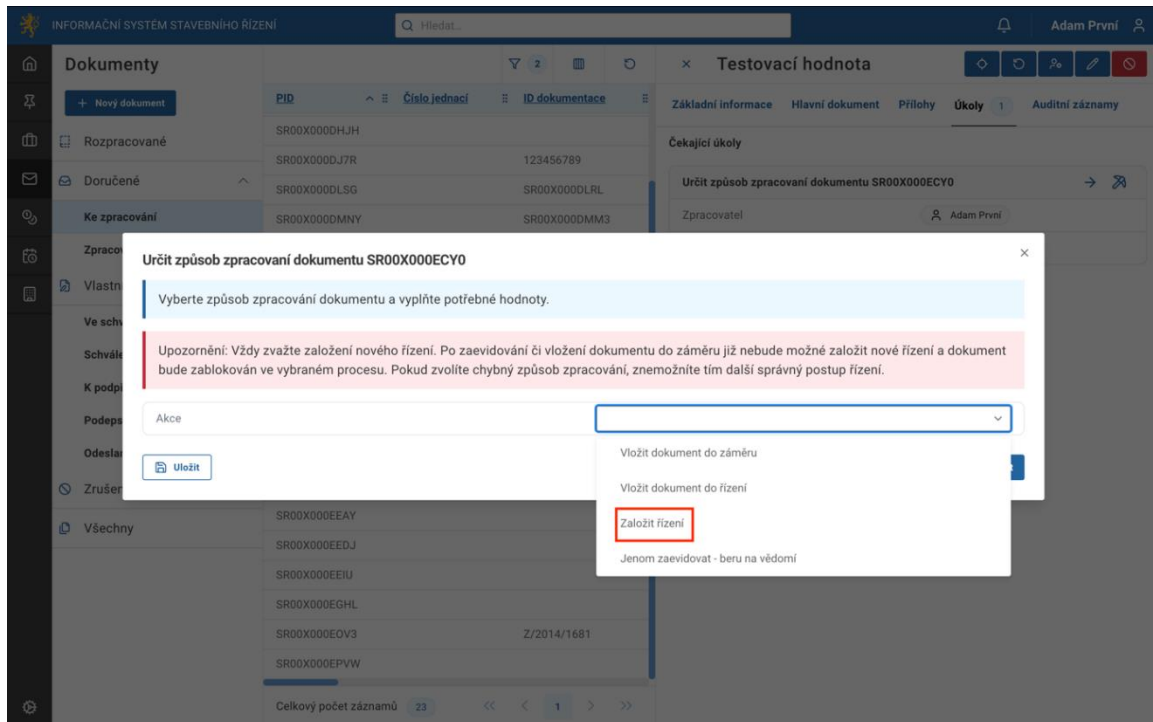 INFORMAČNÍ SYSTÉM STAVEBNÍHO ŘÍZENÍ
Hledat...
Adam První
Dokumenty
2
Nový dokument
Rozpracované
Doručené
Ke zpracování
Zpraco
Vlastn
Ve schv
Schvále
K podpi
Podeps
Odeslan
Zrušen
Všechny
PID
Číslo jednací
ID dokumentace
SR00X000DHJH
SR00X000DJ7R 123456789
SR00X000DLSG SR00X000DLRL
SR00X000DMNY SR00X000DMM3
SR00X000EEAY
SR00X000EEDJ
SR00X000EEIU
SR00X000EGHL
SR00X000EOV3 Z/2014/1681
SR00X000EPVW
Celkový počet záznamů 23
1
Testovací hodnota
Základní informace Hlavní dokument Přílohy Úkoly 1 Auditní záznamy
Čekající úkoly
Určit způsob zpracovaní dokumentu SR00X000ECY0
Zpracovatel Adam První
Určit způsob zpracovaní dokumentu SR00X000ECY0
Vyberte způsob zpracování dokumentu a vyplňte potřebné hodnoty.
Upozornění: Vždy zvažte založení nového řízení. Po zaevidování či vložení dokumentu do záměru již nebude možné založit nové řízení a dokument
bude zablokován ve vybraném procesu. Pokud zvolíte chybný způsob zpracování, znemožníte tím další správný postup řízení.
Akce
Uložit
Vložit dokument do záměru
Vložit dokument do řízení
Založit řízení
Jenom zaevidovat - beru na vědomí